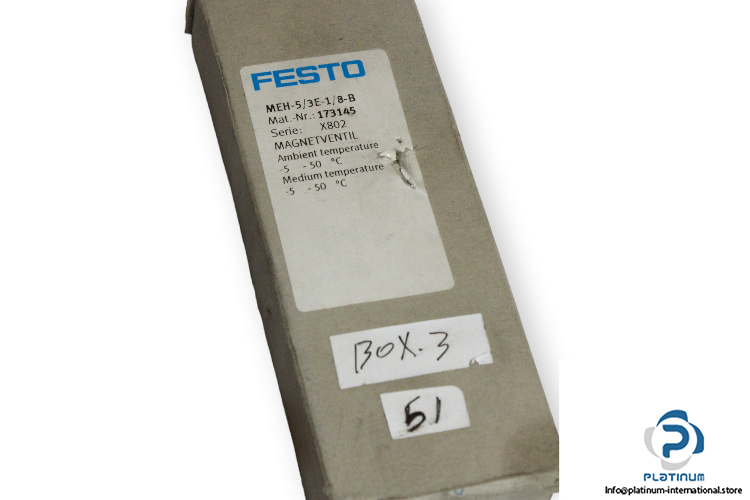 FESTO
MEH-5/3E-1/8-B
Mat.-Nr.: 173145
Serie: X802
MAGNETVENTIL
Ambient temperature
-5 - 50 °C
Medium temperature
-5 - 50 °C
BOX.3
51
PLATINUM
Info@platinum-international.store